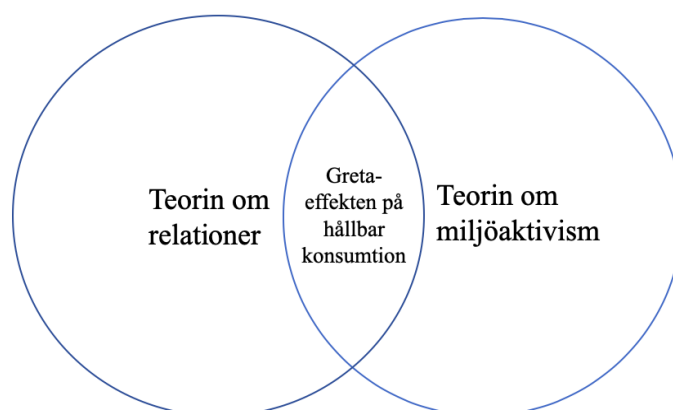 Teorin om
relationer
Greta-
effekten på
hållbar
konsumtion
Teorin om
miljöaktivism